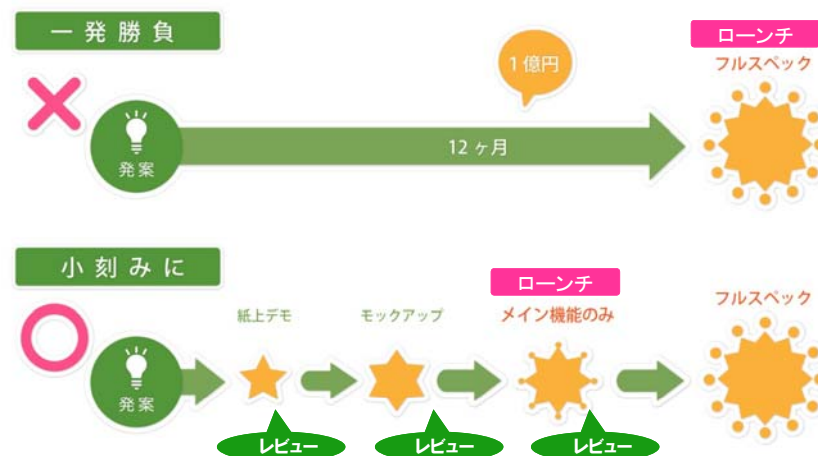 一発勝負
ローンチ
フルスペック
1億円
発案
12ヶ月
小刻みに
ローンチ
フルスペック
紙上デモ
モックアップ
メイン機能のみ
発案
レビュー
レビュー
レビュー